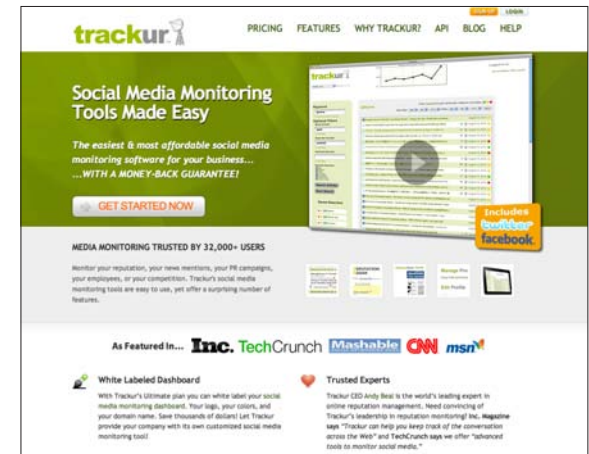 SIGN UP LOGIN
trackur
PRICING FEATURES WHY TRACKUR? API BLOG HELP
Social Media Monitoring
Tools Made Easy
The easiest & most affordable social media
monitoring software for your business...
...WITH A MONEY-BACK GUARANTEE!
GET STARTED NOW
trackur
Includes
twitter
facebook.
MEDIA MONITORING TRUSTED BY 32,000+ USERS
Monitor your reputation, your news mentions, your PR campaigns,
your employees, or your competition. Trackur's social media
monitoring tools are easy to use, yet offer a surprising number of
features.
Manage
Edit Profile
As Featured In... Inc. TechCrunch Mashable CNN msn
White Labeled Dashboard
With Trackur's Ultimate plan you can white label your social
media monitoring dashboard. Your logo, your colors, and
your domain name. Save thousands of dollars! Let Trackur
provide your company with its own customized social media
monitoring tool!
Trusted Experts
Trackur CEO Andy Beal is the world's leading expert in
online reputation management. Need convincing of
Trackur's leadership in reputation monitoring? Inc. Magazine
says "Trackur can help you keep track of the conversation
across the Web" and TechCrunch says we offer "advanced
tools to monitor social media."